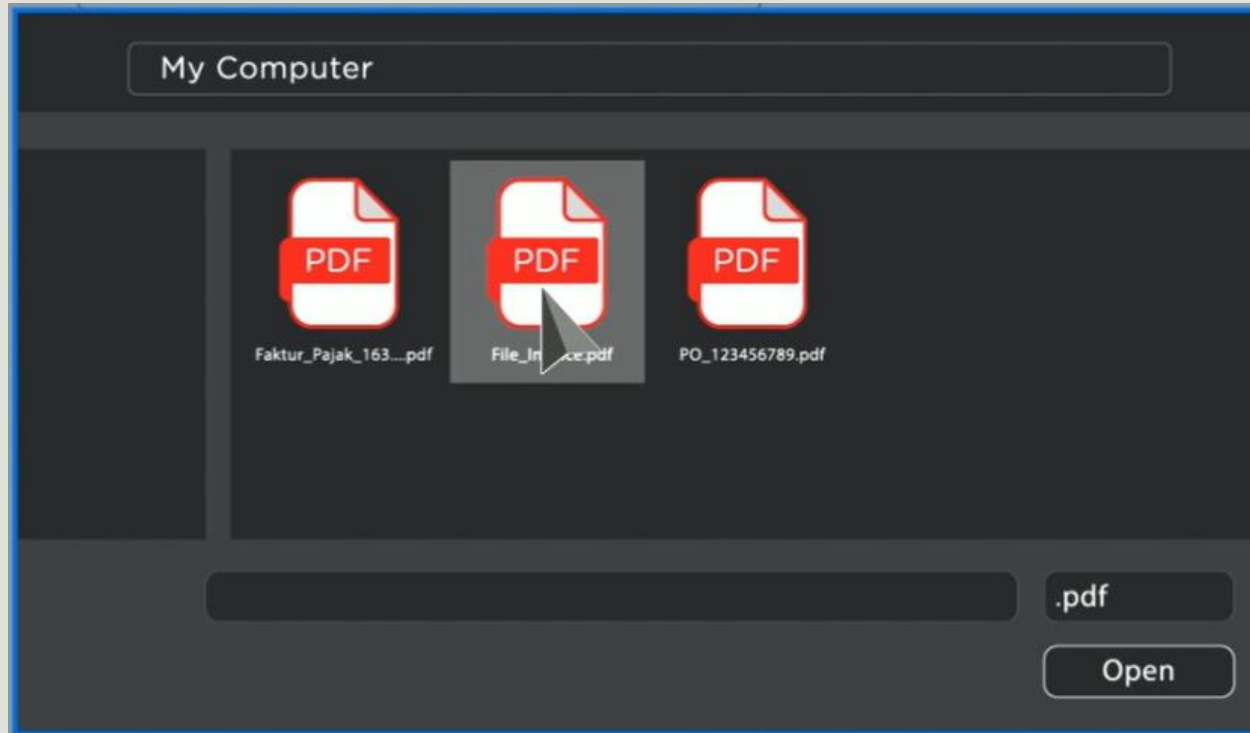 My Computer
PDF
PDF
PDF
Faktur_Pajak_163....pdf
PO_123456789.pdf
.pdf
Open